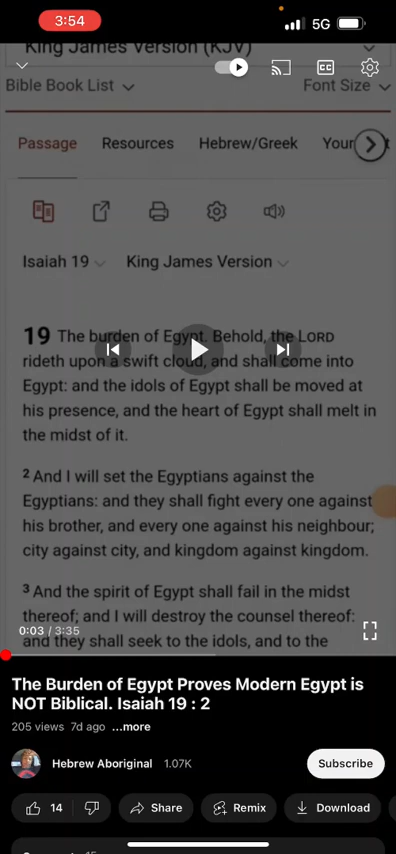 3:54
5G
King James Version (KJV)
CC
Bible Book List
Font Size
Passage
Resources
Hebrew/Greek
Your
Isaiah 19
King James Version
19 The burden of Egypt. Behold, the LORD
rideth upon a swift cloud, and shall come into
Egypt: and the idols of Egypt shall be moved at
his presence, and the heart of Egypt shall melt in
the midst of it.
2 And I will set the Egyptians against the
Egyptians: and they shall fight every one against
his brother, and every one against his neighbour;
city against city, and kingdom against kingdom.
3 And the spirit of Egypt shall fail in the midst
thereof; and I will destroy the counsel thereof:
0:03 / 3:35
and they shall seek to the idols, and to the
The Burden of Egypt Proves Modern Egypt is
NOT Biblical. Isaiah 19 : 2
205 views 7d ago ...more
Hebrew Aboriginal 1.07K
Subscribe
14
Share
Remix
Download